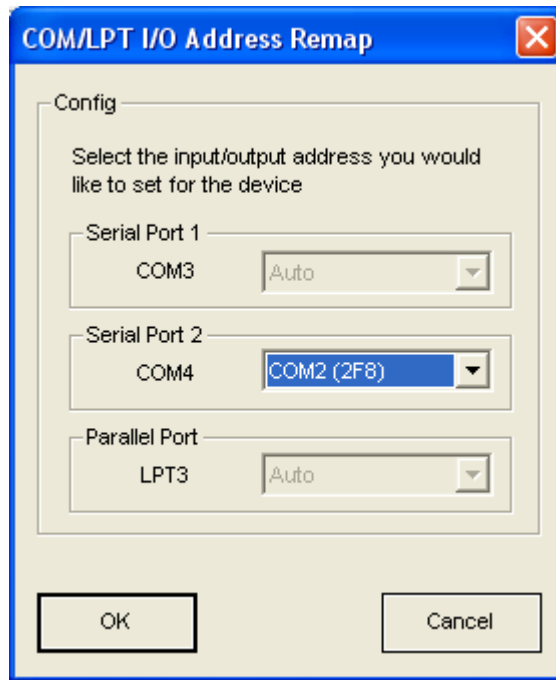 COM/LPT I/O Address Remap
Config
Select the input/output address you would
like to set for the device
Serial Port 1
COM3 Auto
Serial Port 2
COM4 COM2 (2F8)
Parallel Port
LPT3 Auto
OK Cancel